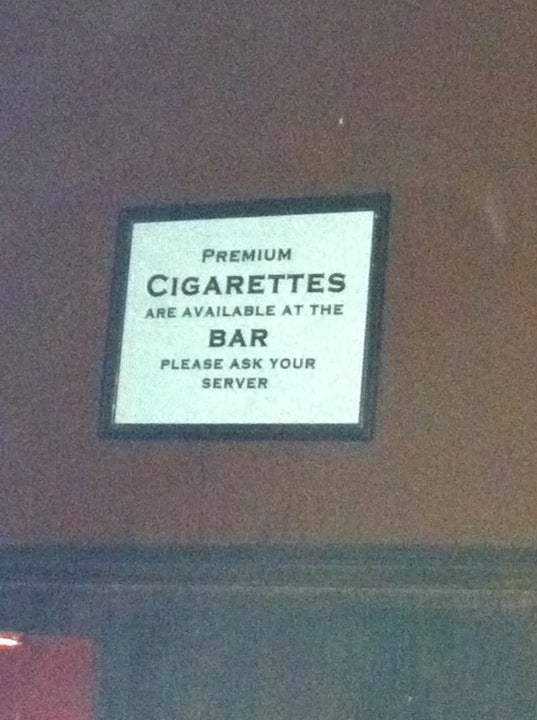 Premium
Cigarettes
are available at the
BAR
please ask your
server